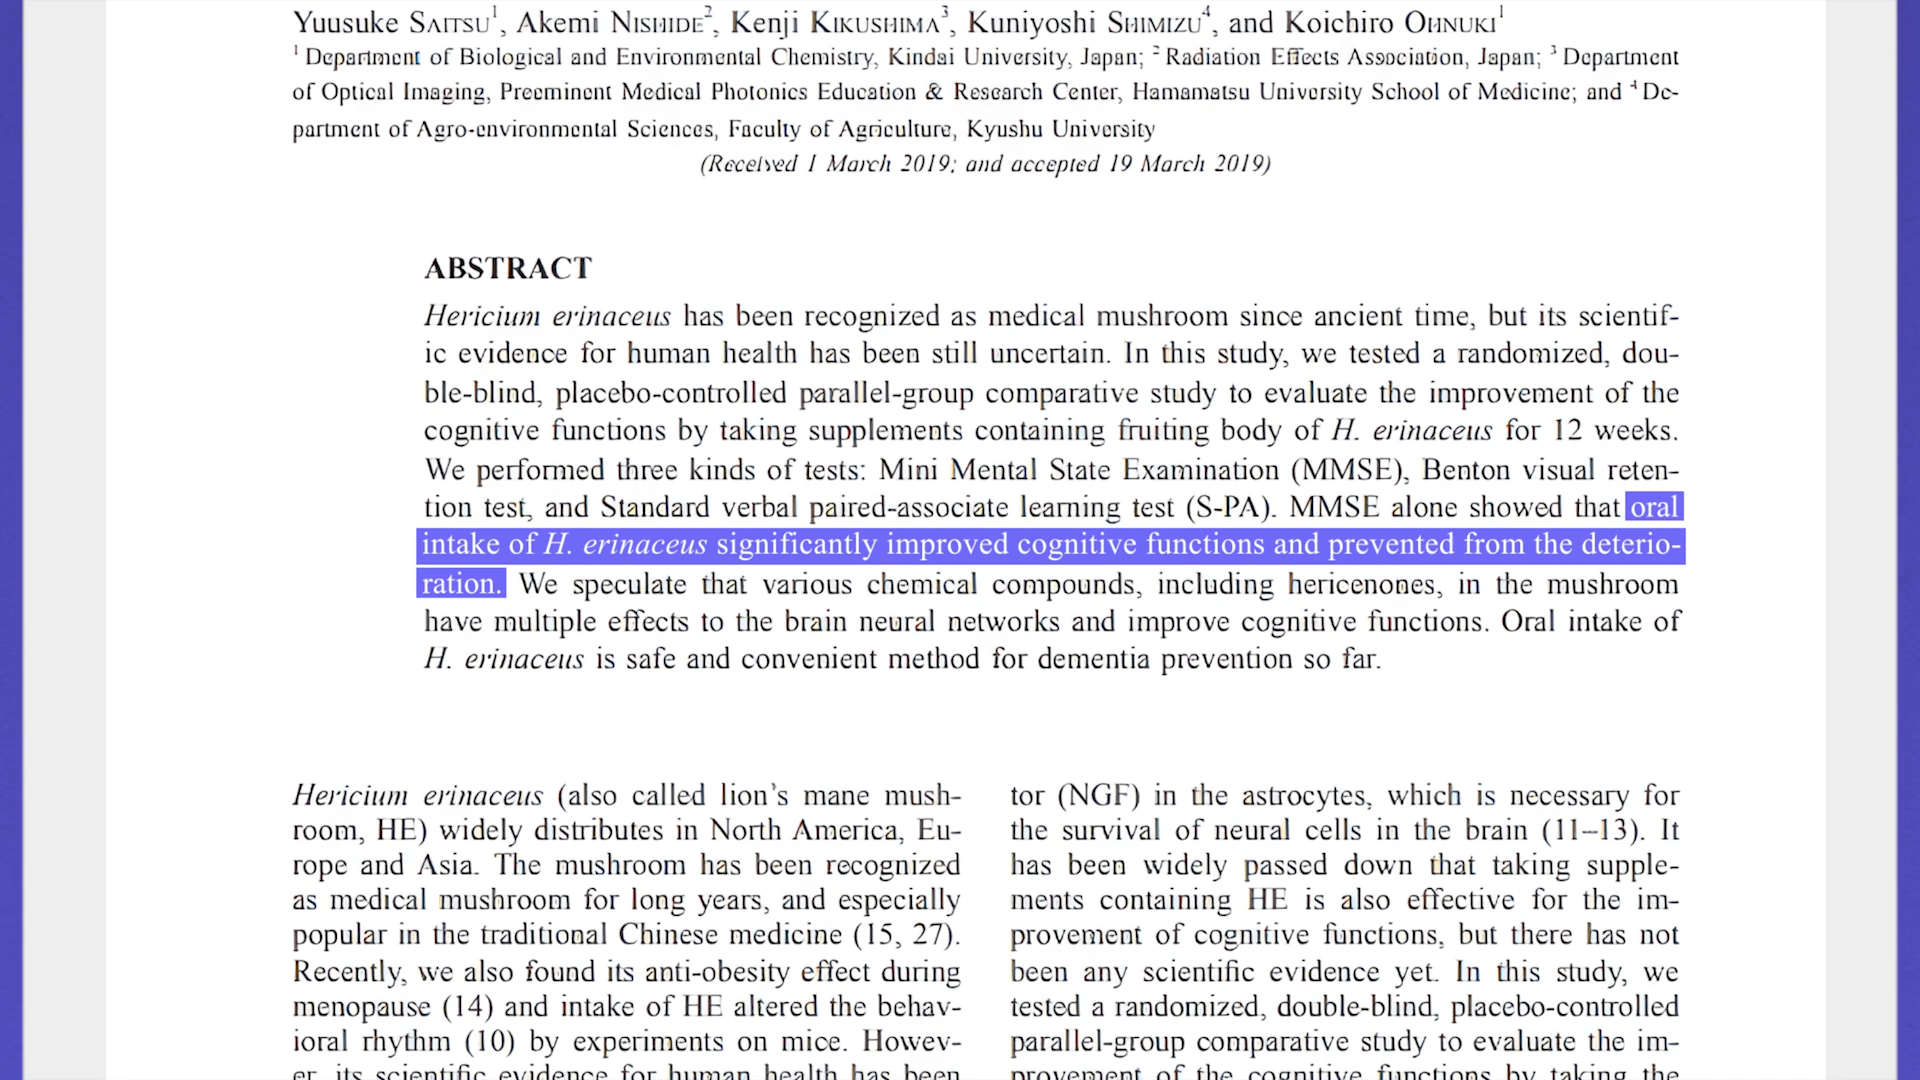 Yuusuke SAITSU1, Akemi NISHIDE2, Kenji KIKUSHIMA3, Kuniyoshi SHIMIZU4, and Koichiro OHNUKI1
1 Department of Biological and Environmental Chemistry, Kindai University, Japan; 2 Radiation Effects Association, Japan; 3 Department
of Optical Imaging, Preeminent Medical Photonics Education & Research Center, Hamamatsu University School of Medicine; and 4 De-
partment of Agro-environmental Sciences, Faculty of Agriculture, Kyushu University
(Received 1 March 2019; and accepted 19 March 2019)
ABSTRACT
Hericium erinaceus has been recognized as medical mushroom since ancient time, but its scientif-
ic evidence for human health has been still uncertain. In this study, we tested a randomized, dou-
ble-blind, placebo-controlled parallel-group comparative study to evaluate the improvement of the
cognitive functions by taking supplements containing fruiting body of H. erinaceus for 12 weeks.
We performed three kinds of tests: Mini Mental State Examination (MMSE), Benton visual reten-
tion test, and Standard verbal paired-associate learning test (S-PA). MMSE alone showed that oral
intake of H. erinaceus significantly improved cognitive functions and prevented from the deterio-
ration. We speculate that various chemical compounds, including hericenones, in the mushroom
have multiple effects to the brain neural networks and improve cognitive functions. Oral intake of
H. erinaceus is safe and convenient method for dementia prevention so far.
Hericium erinaceus (also called lion's mane mush-
room, HE) widely distributes in North America, Eu-
rope and Asia. The mushroom has been recognized
as medical mushroom for long years, and especially
popular in the traditional Chinese medicine (15, 27).
Recently, we also found its anti-obesity effect during
menopause (14) and intake of HE altered the behav-
ioral rhythm (10) by experiments on mice. Howev-
er, its scientific evidence for human health has been
tor (NGF) in the astrocytes, which is necessary for
the survival of neural cells in the brain (11–13). It
has been widely passed down that taking supple-
ments containing HE is also effective for the im-
provement of cognitive functions, but there has not
been any scientific evidence yet. In this study, we
tested a randomized, double-blind, placebo-controlled
parallel-group comparative study to evaluate the im-
provement of the cognitive functions by taking the